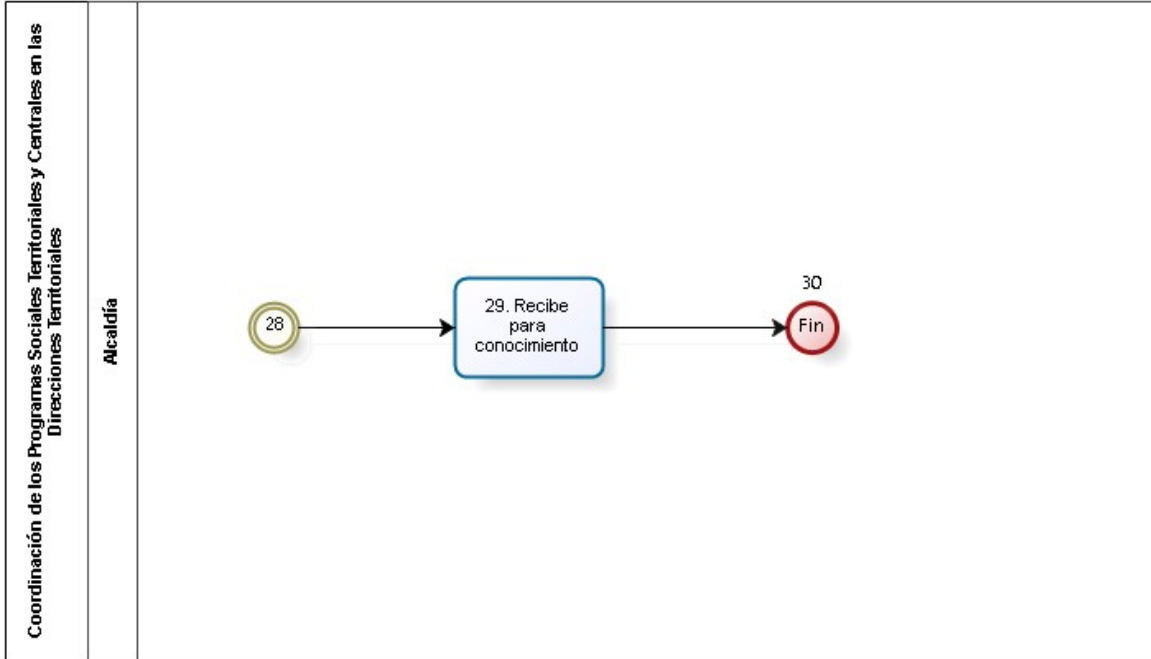 Coordinación de los Programas Sociales Territoriales y Centrales en las
Direcciones Territoriales
Alcaldía
28
29. Recibe
para
conocimiento
30
Fin